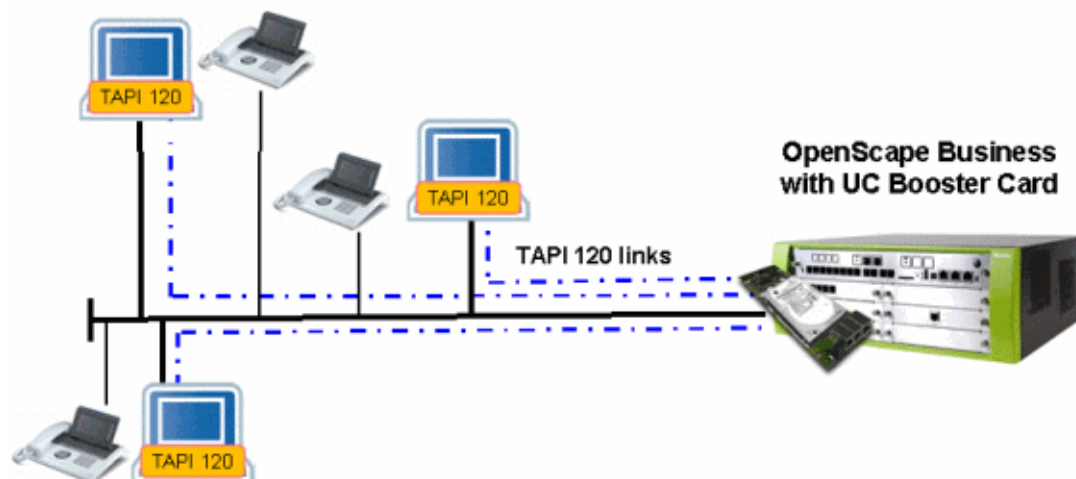 TAPI 120
TAPI 120
OpenScape Business
with UC Booster Card
TAPI 120 links
TAPI 120